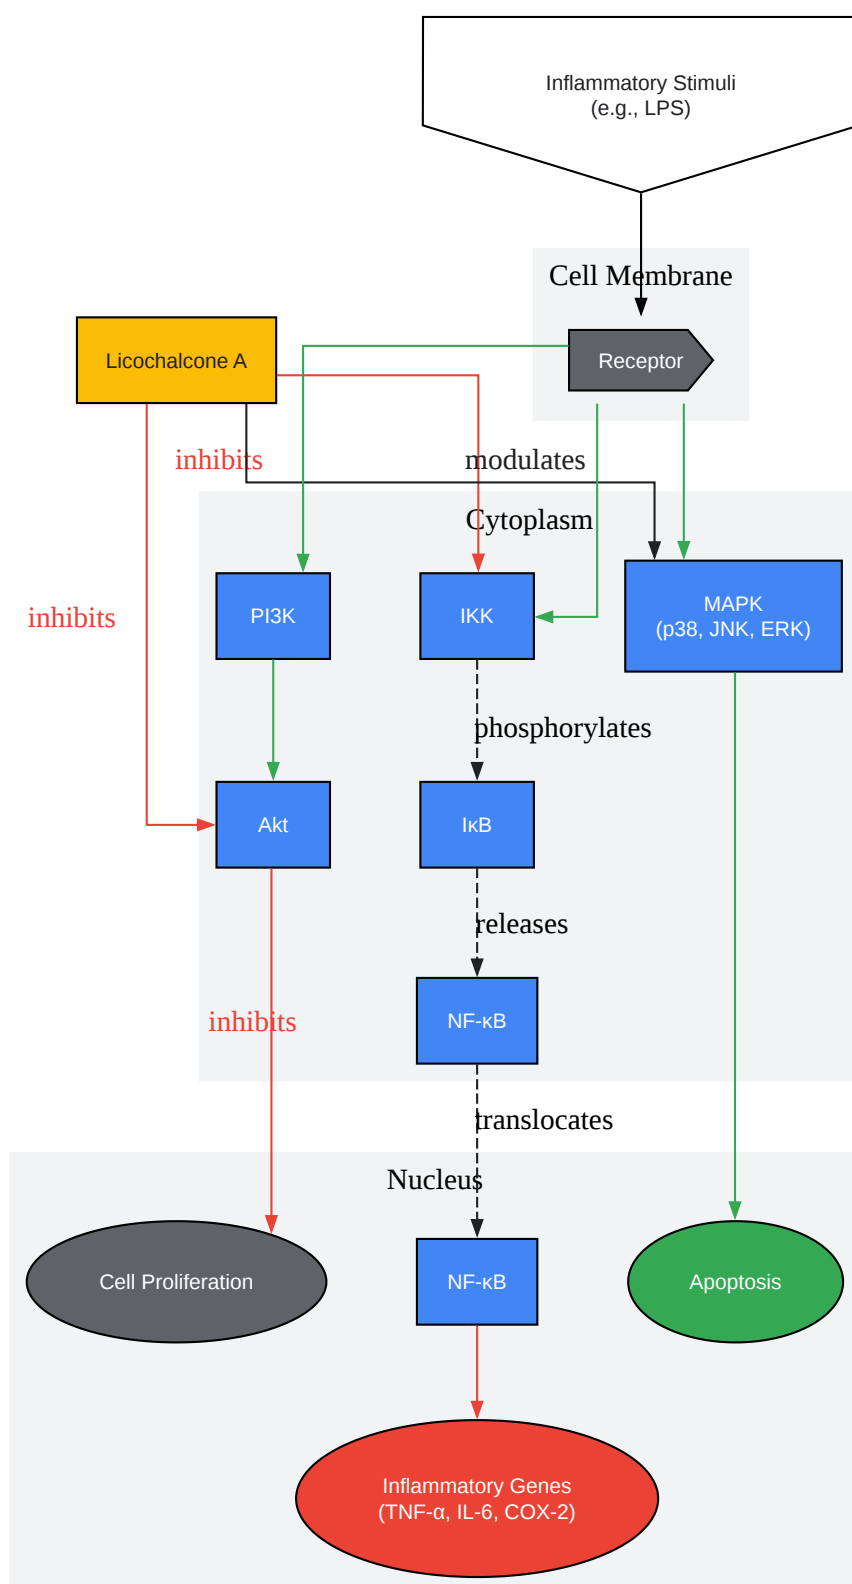 Inflammatory Stimuli
(e.g., LPS)
Cell Membrane
Licochalcone A
Receptor
inhibits
modulates
Cytoplasm
PI3K
IKK
MAPK
(p38, JNK, ERK)
inhibits
phosphorylates
Akt
IκB
releases
inhibits
NF-κB
translocates
Nucleus
Cell Proliferation
NF-κB
Apoptosis
Inflammatory Genes
(TNF-α, IL-6, COX-2)